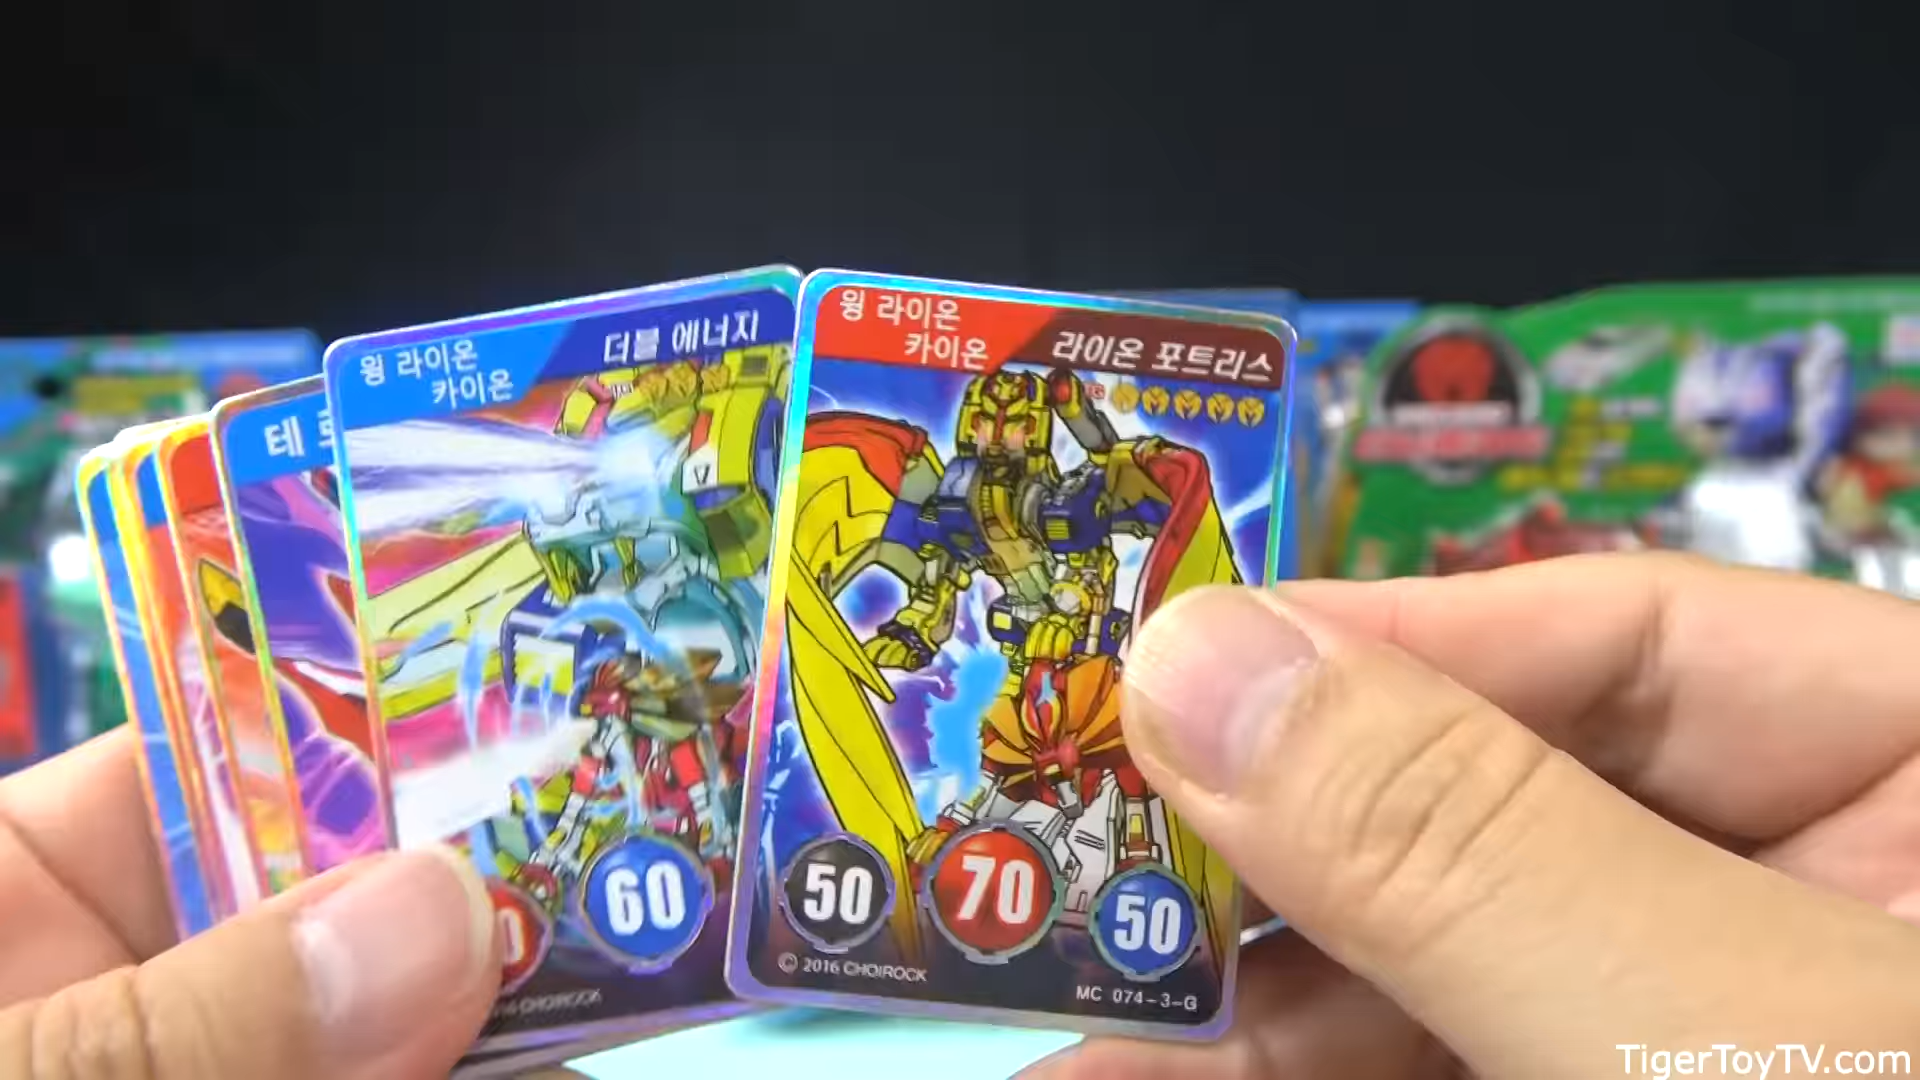 윙 라이온
카이온
더블 에너지
60
테
윙 라이온
카이온
라이온 포트리스
50
70
50
© 2016 CHOIROCK
MC 074-3-G
TigerToyTV.com